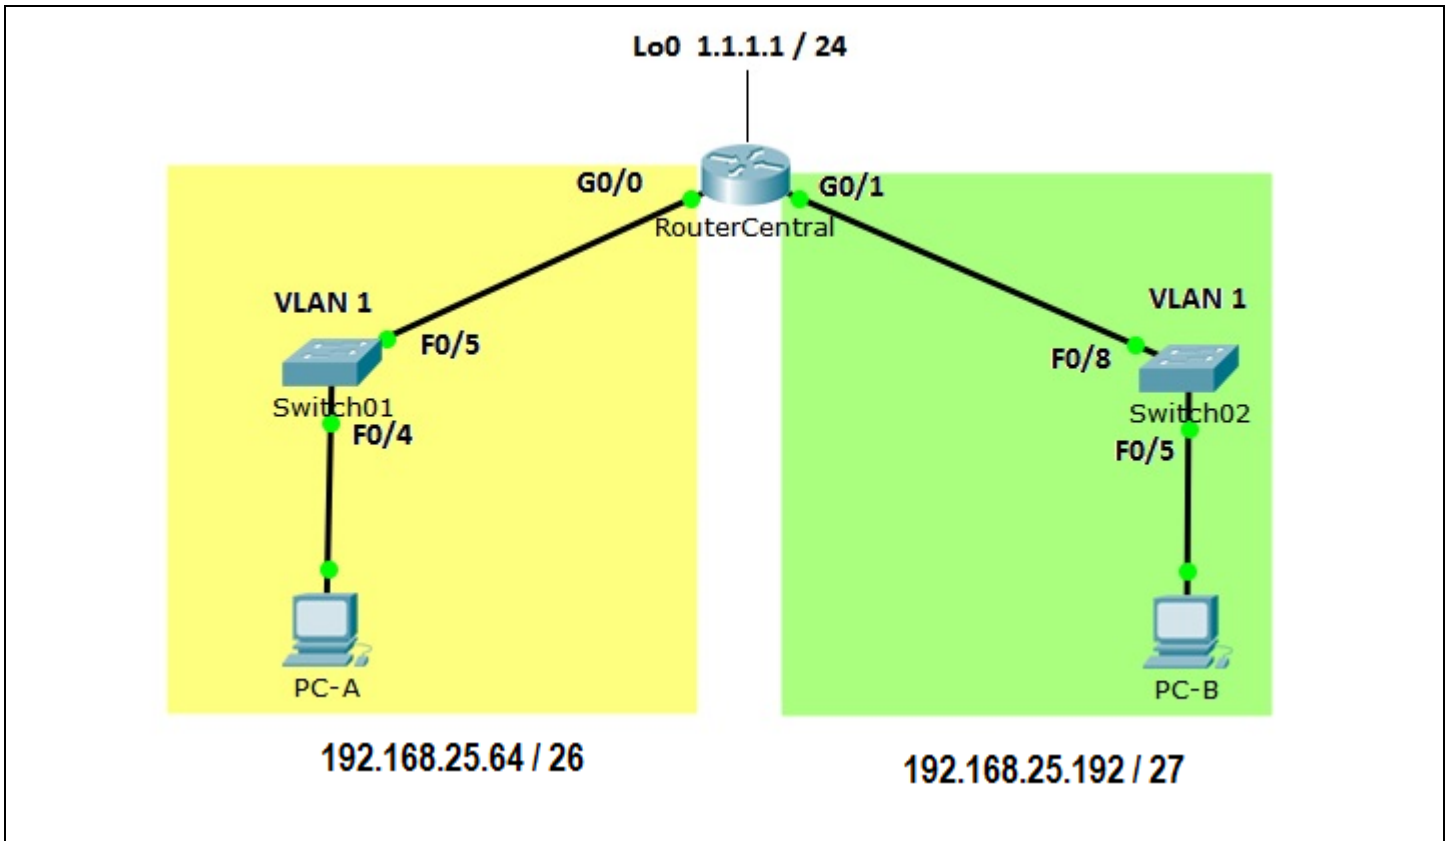 Lo0 1.1.1.1 / 24
G0/0
G0/1
RouterCentral
VLAN 1
VLAN 1
F0/5
F0/8
Switch01
Switch02
F0/4
F0/5
PC-A
PC-B
192.168.25.64 / 26
192.168.25.192 / 27